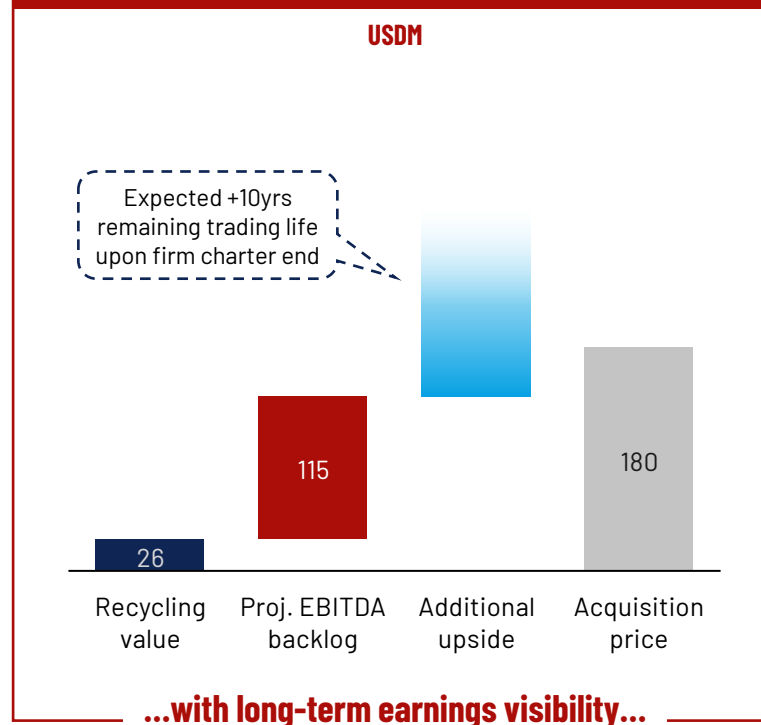 USDM
Expected +10yrs
remaining trading life
upon firm charter end
115
180
26
Recycling
value
Proj. EBITDA
backlog
Additional
upside
Acquisition
price
...with long-term earnings visibility...